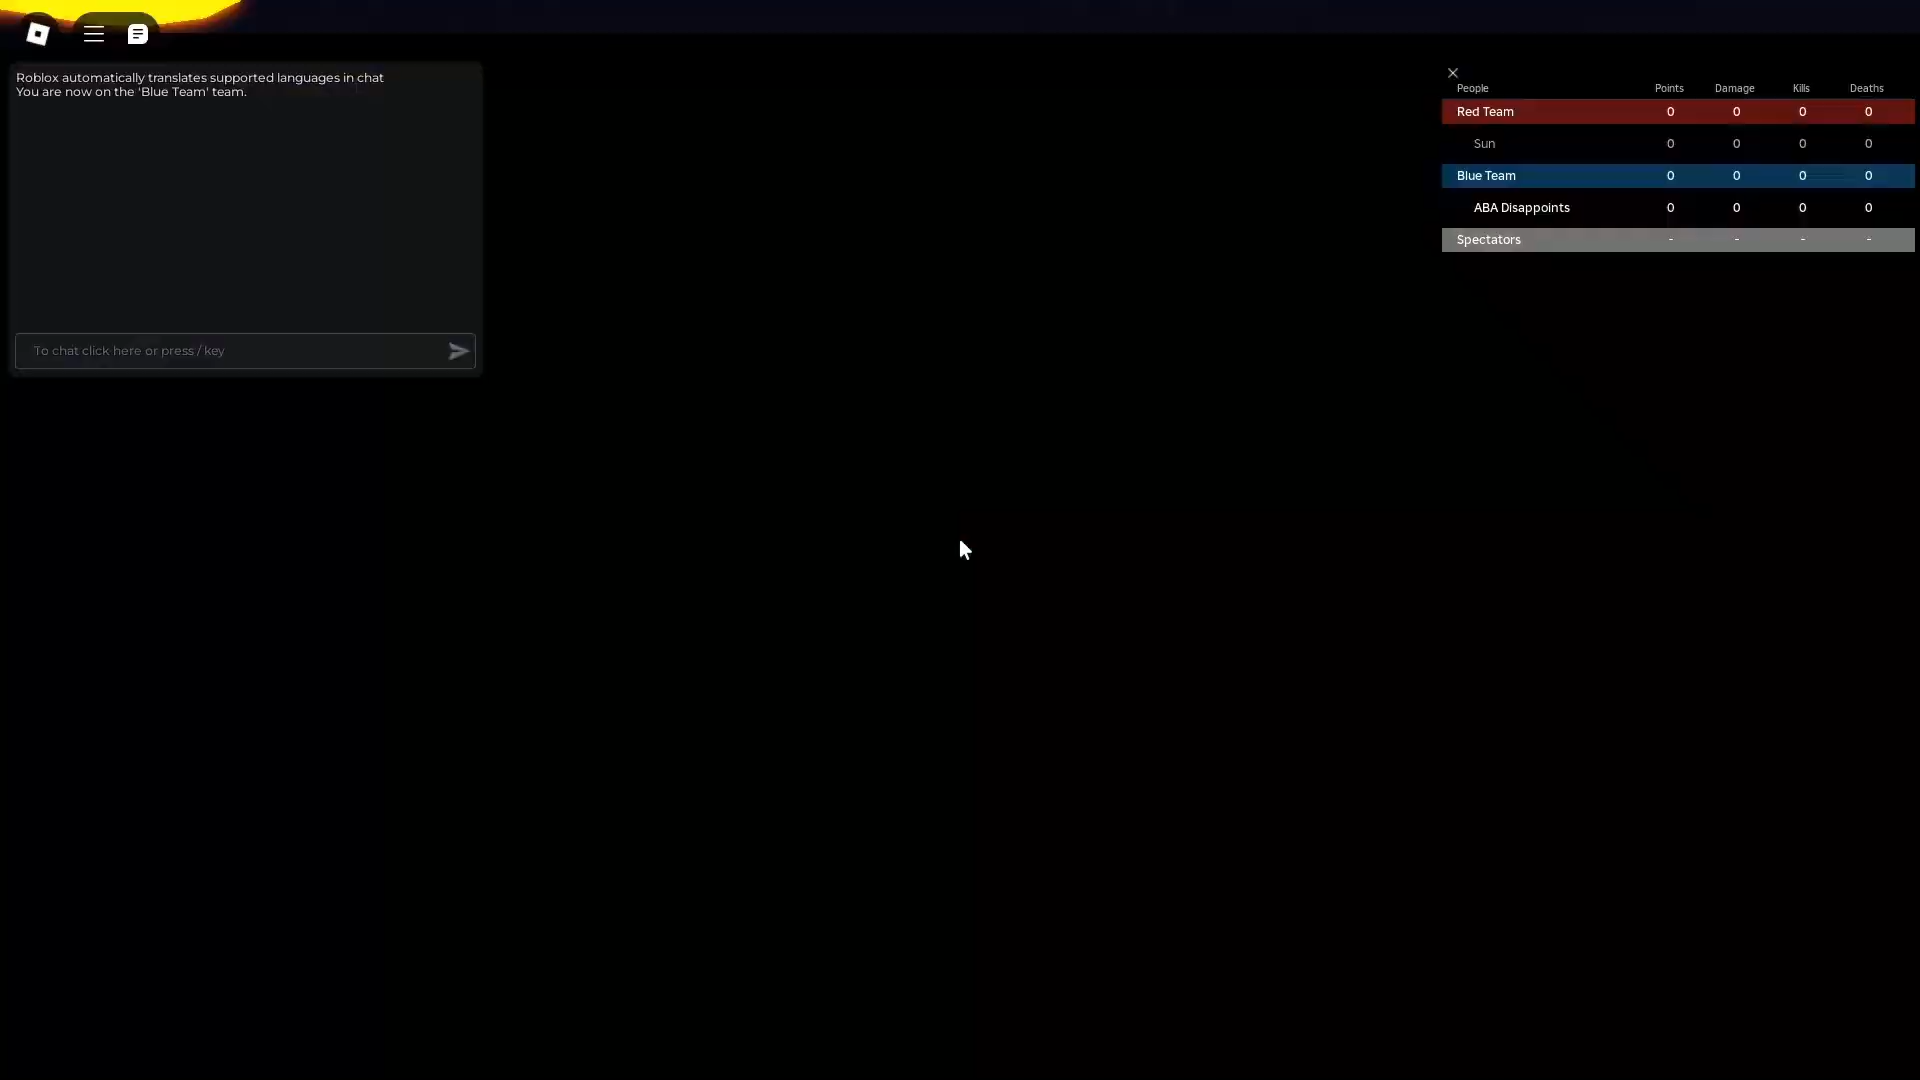 Roblox automatically translates supported languages in chat
You are now on the 'Blue Team' team.
To chat click here or press / key
People Points Damage Kills Deaths
Red Team 0 0 0 0
Sun 0 0 0 0
Blue Team 0 0 0 0
ABA Disappoints 0 0 0 0
Spectators - - - -